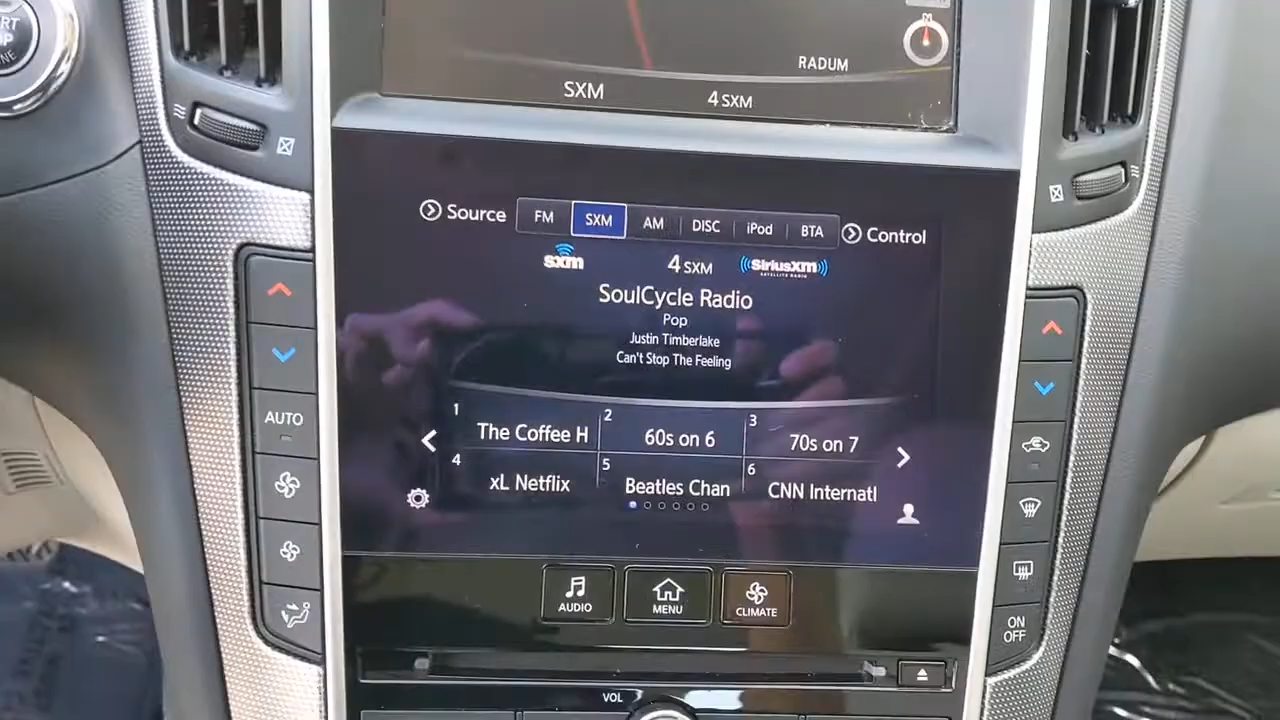 RADUM
N
SXM 4 SXM
Source FM SXM AM DISC iPod BTA Control
sxm 4 SXM SiriusXM
SATELLITE RADIO
SoulCycle Radio
Pop
Justin Timberlake
Can't Stop The Feeling
1 The Coffee H 2 60s on 6 3 70s on 7
4 xL Netflix 5 Beatles Chan 6 CNN Internatl
AUTO
AUDIO MENU CLIMATE
ON
OFF
VOL